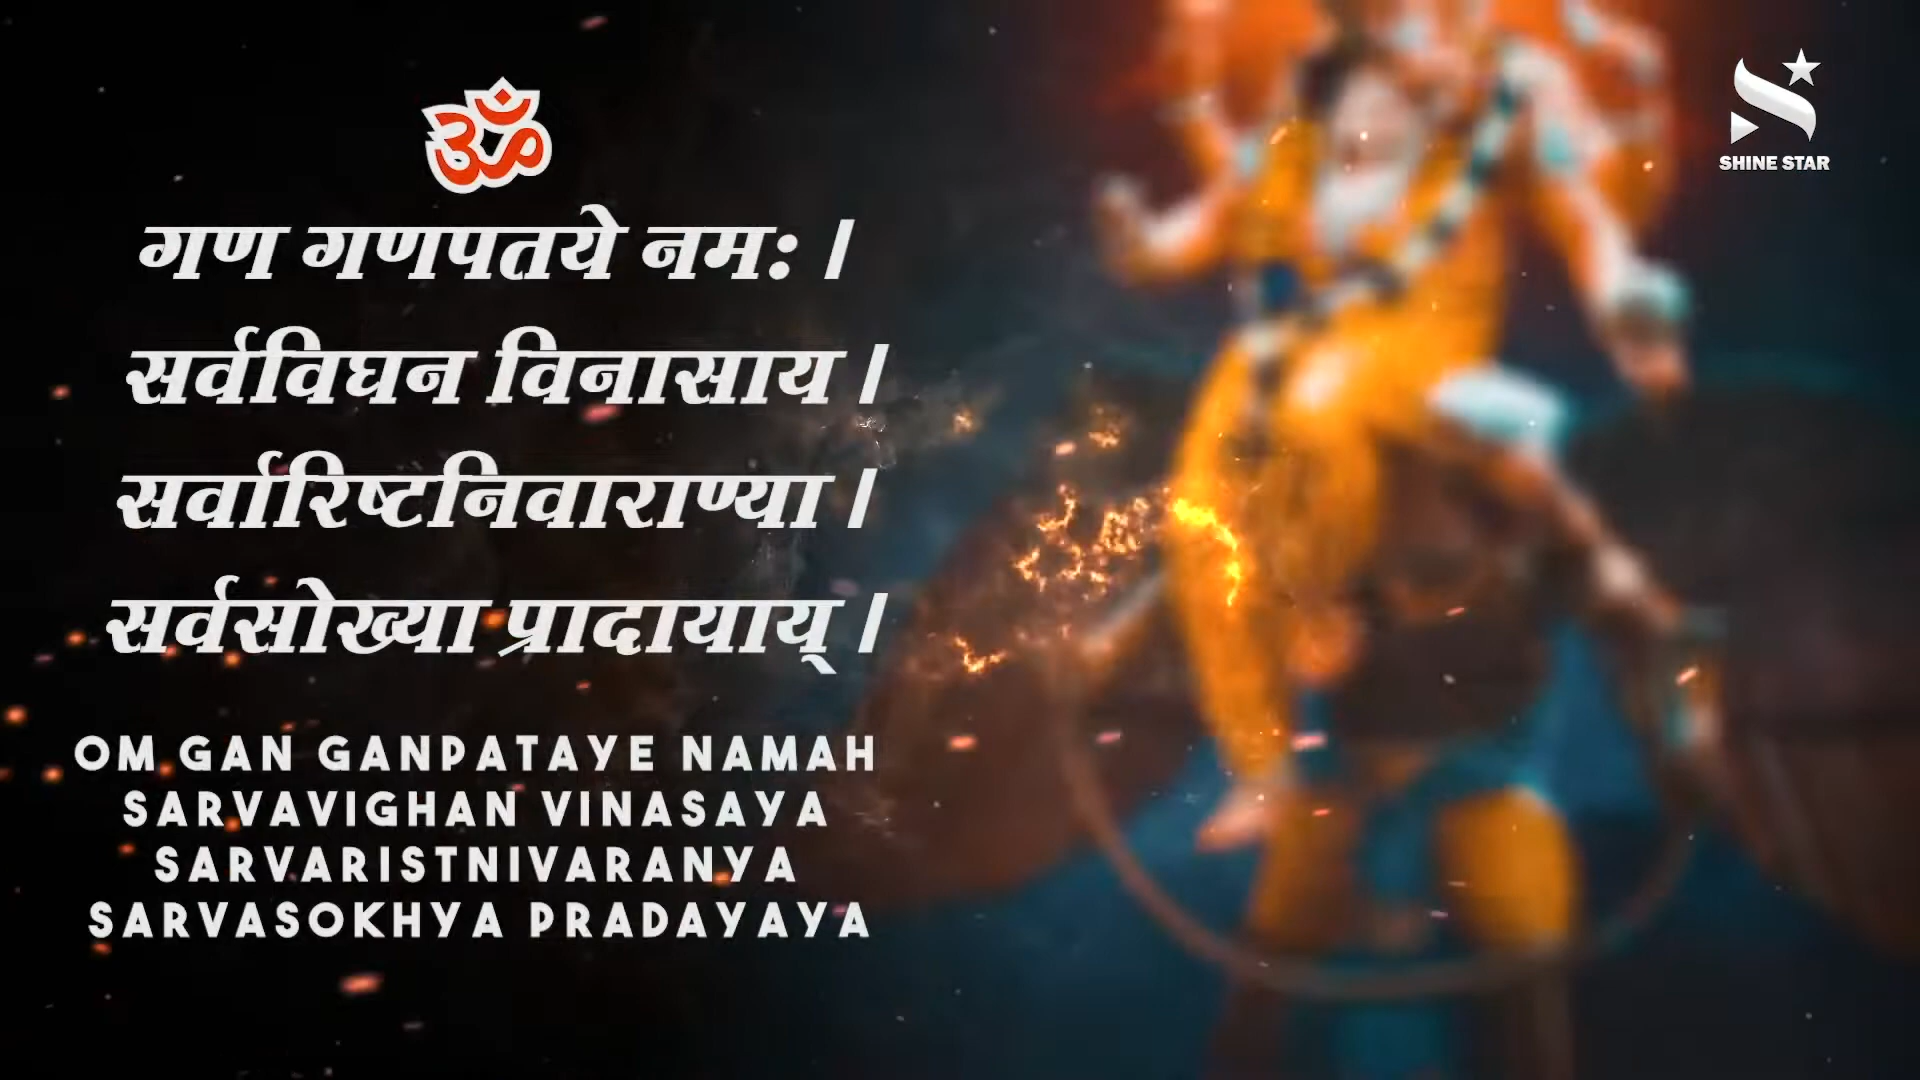 ॐ
गण गणपतये नमः ।
सर्वविघन विनासाय ।
सर्वारिष्टनिवाराण्या ।
सर्वसोख्या प्रादायाय् ।
OM GAN GANPATAYE NAMAH
SARVAVIGHAN VINASAYA
SARVARISTNIVARANYA
SARVASOKHYA PRADAYAYA
SHINE STAR